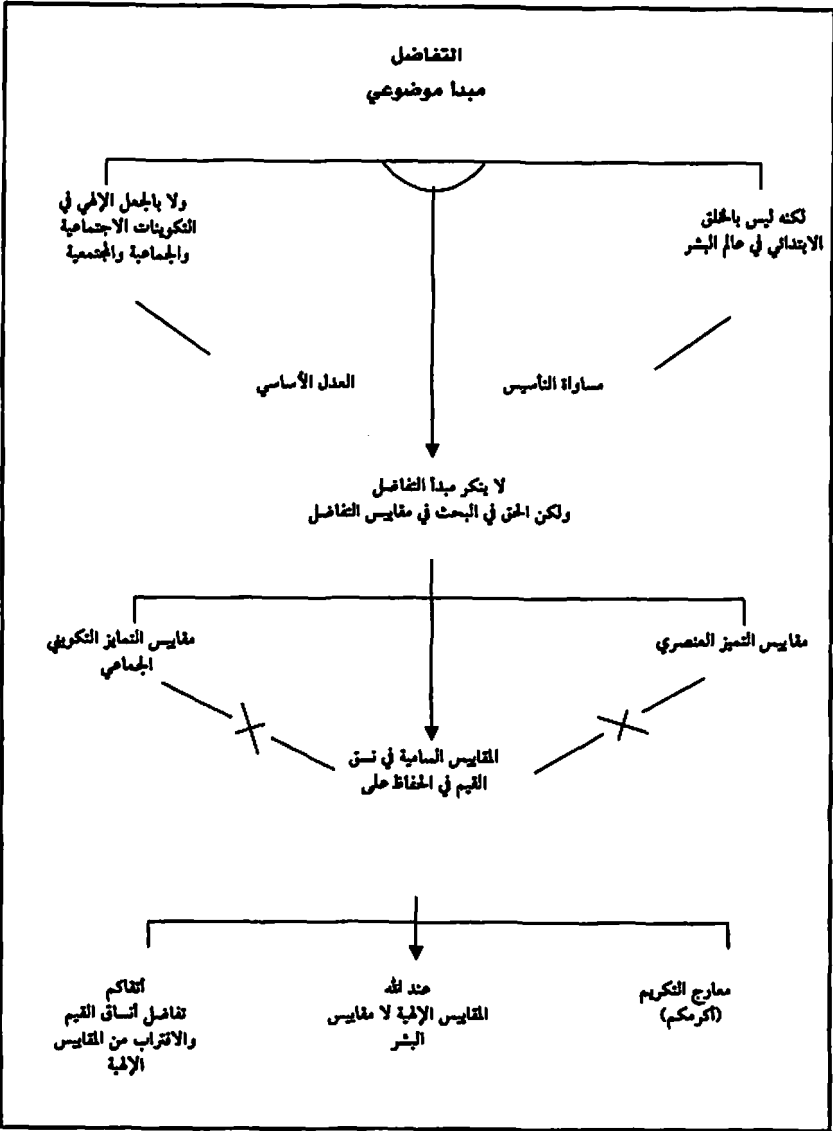 التفاضل
مبدا موضوعي
لكنه ليس بالخلق
الابتدائي في عالم البشر
ولا بالجعل الإلهي في
التكوينات الاجتماعية
والجماعية والمجتمعية
مساواة التأسيس
العدل الأساسي
لا ينكر مبدأ التفاضل
ولكن الحق في البحث في مقاييس التفاضل
مقاييس التميز العنصري
مقاييس التمايز التكويني
الجماعي
المقاييس السامية في نسق
القيم في الحفاظ على
معارج التكريم
(أكرمكم)
عند الله
المقاييس الإلهية لا مقاييس
البشر
أتقاكم
تفاضل أنساق القيم
والاقتراب من المقاييس
الإلهية